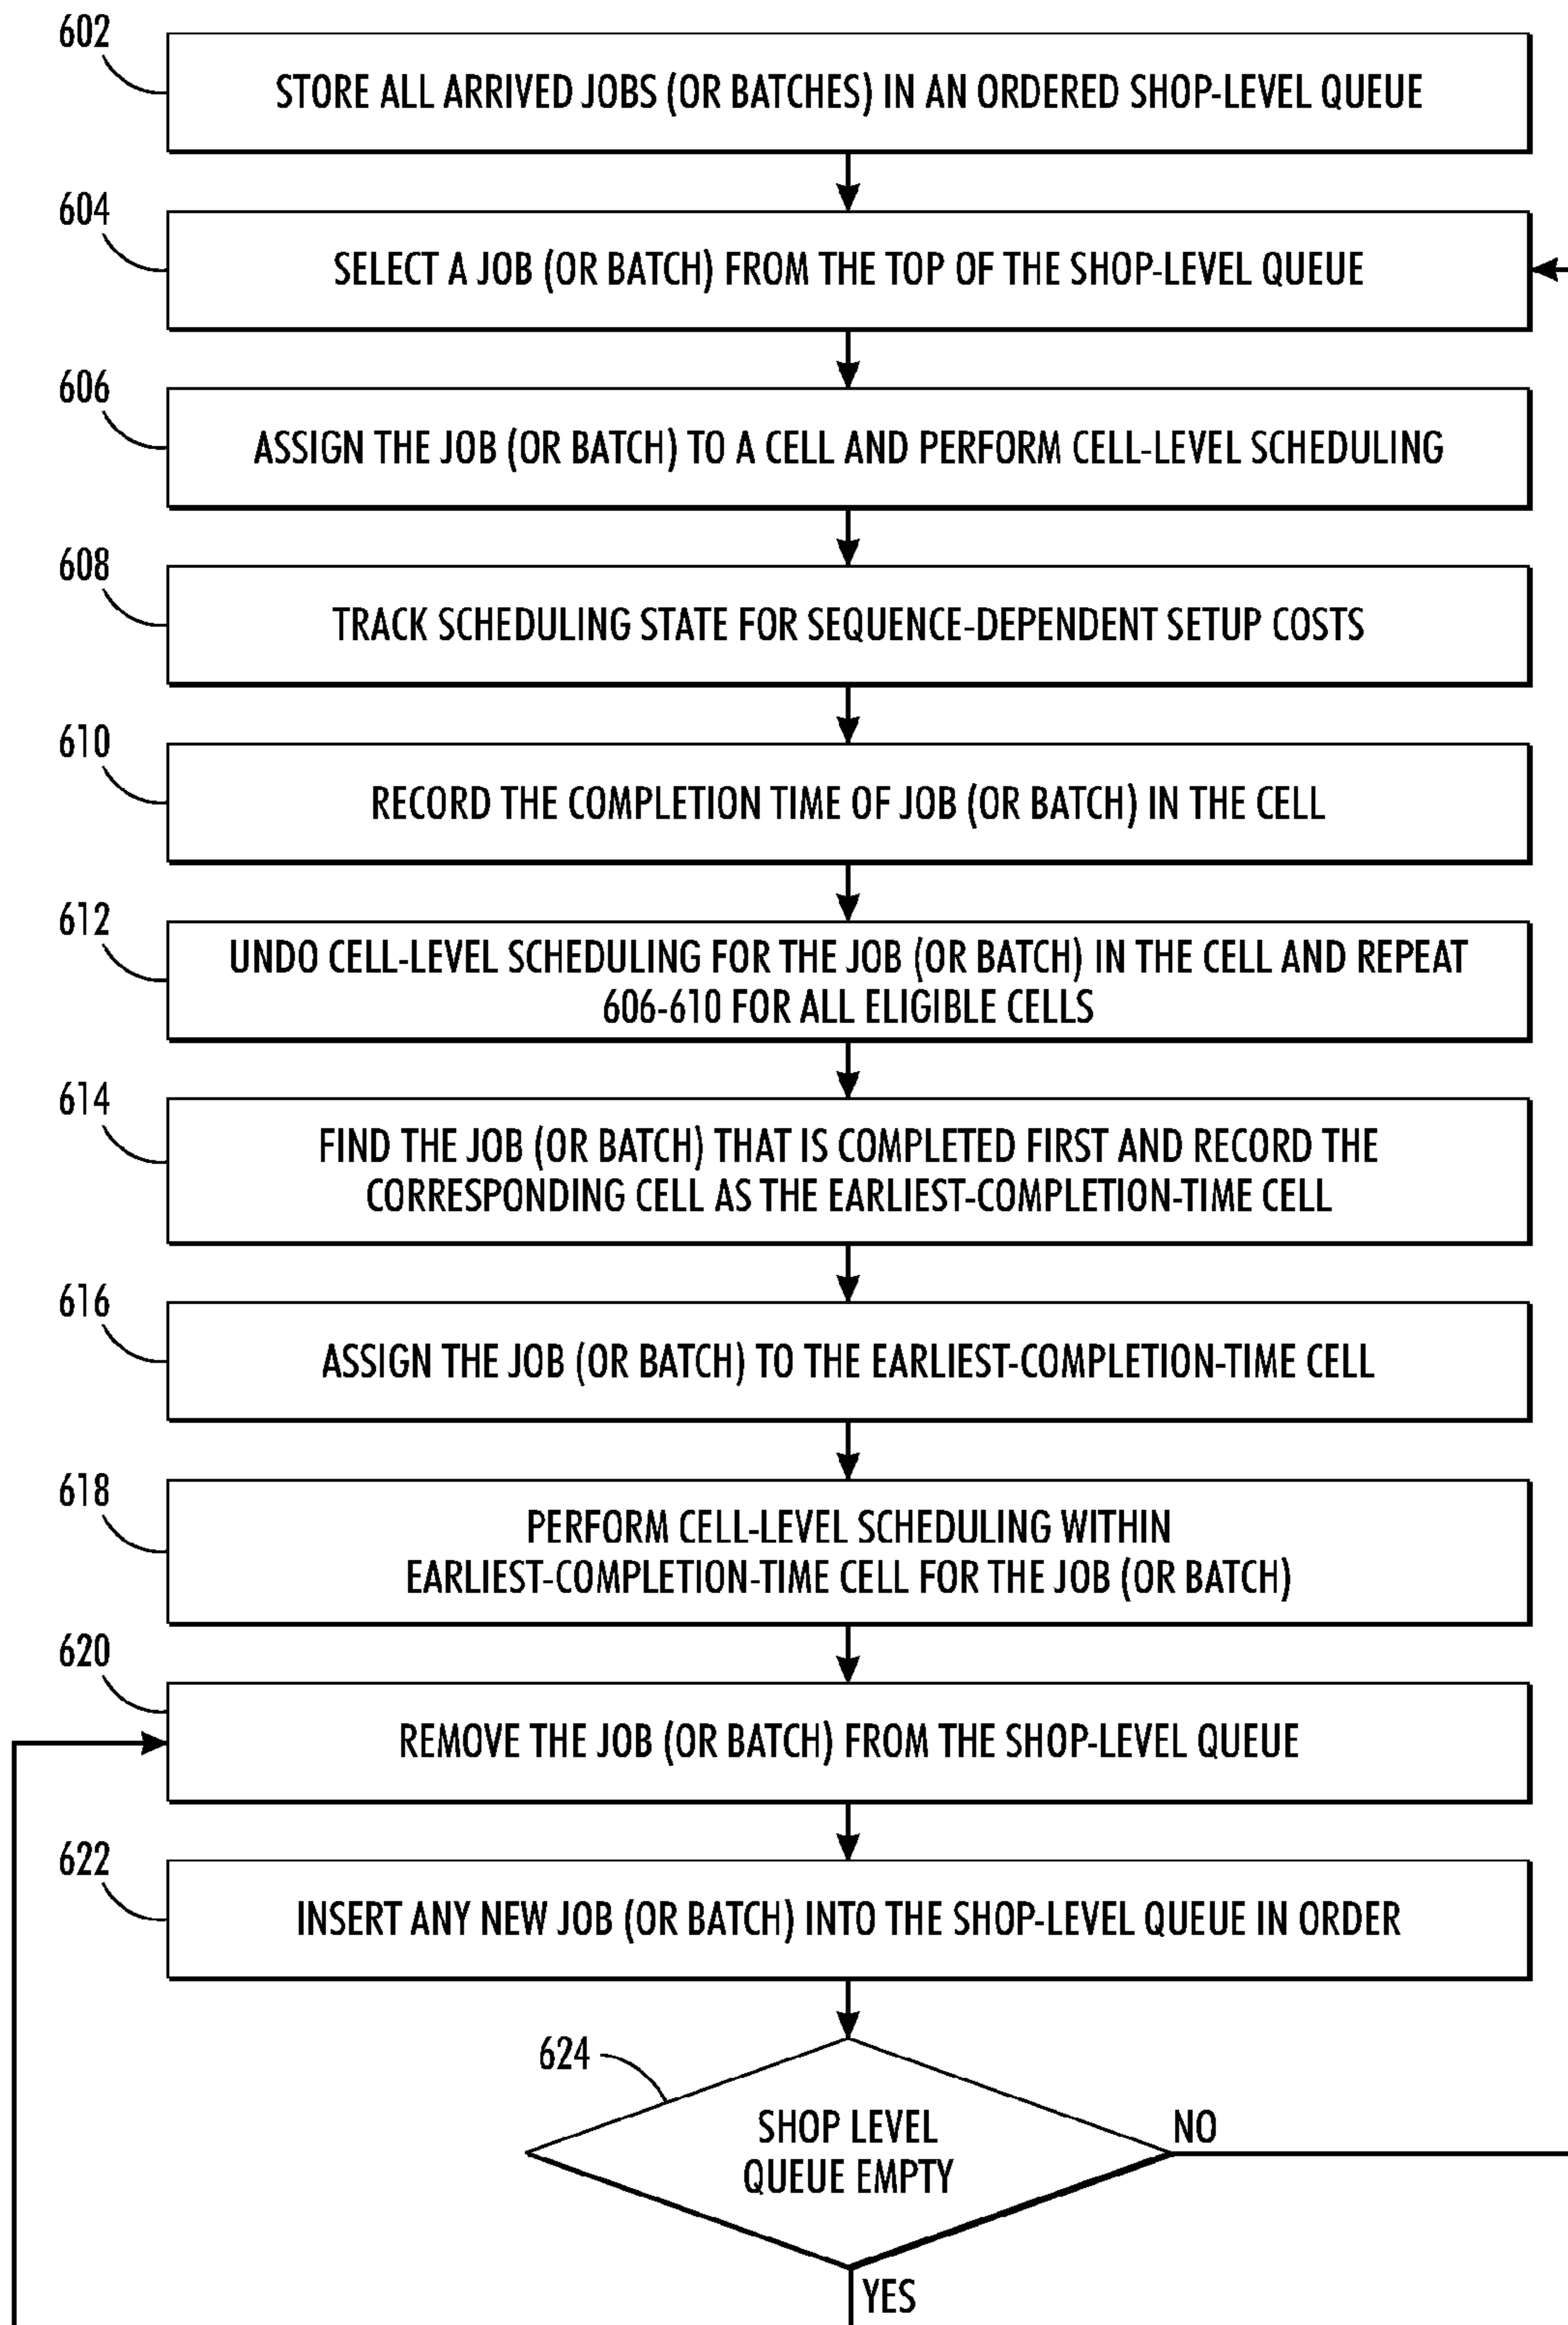 602
STORE ALL ARRIVED JOBS (OR BATCHES) IN AN ORDERED SHOP-LEVEL QUEUE
604
SELECT A JOB (OR BATCH) FROM THE TOP OF THE SHOP-LEVEL QUEUE
606
ASSIGN THE JOB (OR BATCH) TO A CELL AND PERFORM CELL-LEVEL SCHEDULING
608
TRACK SCHEDULING STATE FOR SEQUENCE-DEPENDENT SETUP COSTS
610
RECORD THE COMPLETION TIME OF JOB (OR BATCH) IN THE CELL
612
UNDO CELL-LEVEL SCHEDULING FOR THE JOB (OR BATCH) IN THE CELL AND REPEAT
606-610 FOR ALL ELIGIBLE CELLS
614
FIND THE JOB (OR BATCH) THAT IS COMPLETED FIRST AND RECORD THE
CORRESPONDING CELL AS THE EARLIEST-COMPLETION-TIME CELL
616
ASSIGN THE JOB (OR BATCH) TO THE EARLIEST-COMPLETION-TIME CELL
618
PERFORM CELL-LEVEL SCHEDULING WITHIN
EARLIEST-COMPLETION-TIME CELL FOR THE JOB (OR BATCH)
620
REMOVE THE JOB (OR BATCH) FROM THE SHOP-LEVEL QUEUE
622
INSERT ANY NEW JOB (OR BATCH) INTO THE SHOP-LEVEL QUEUE IN ORDER
624
SHOP LEVEL
QUEUE EMPTY
NO
YES